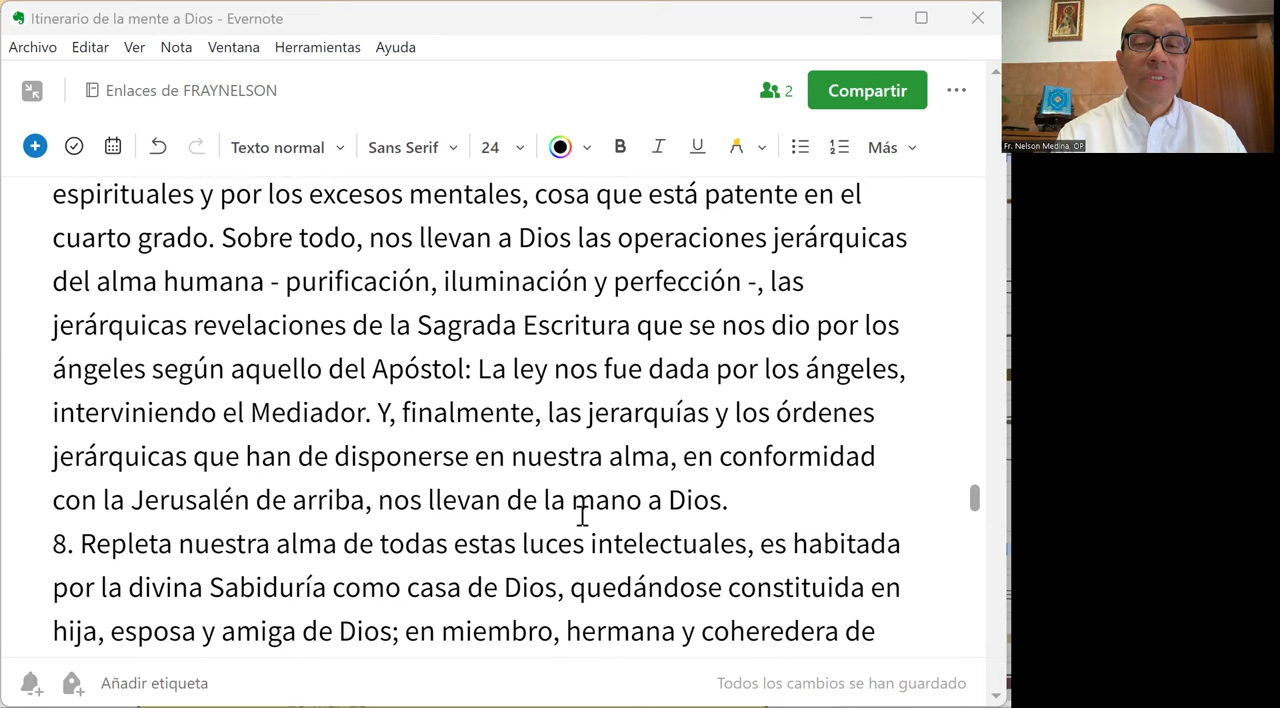 Itinerario de la mente a Dios - Evernote
Archivo Editar Ver Nota Ventana Herramientas Ayuda
Enlaces de FRAYNELSON
2
Compartir
Texto normal
Sans Serif
24
B I U
Más
espirituales y por los excesos mentales, cosa que está patente en el
cuarto grado. Sobre todo, nos llevan a Dios las operaciones jerárquicas
del alma humana - purificación, iluminación y perfección -, las
jerárquicas revelaciones de la Sagrada Escritura que se nos dio por los
ángeles según aquello del Apóstol: La ley nos fue dada por los ángeles,
interviniendo el Mediador. Y, finalmente, las jerarquías y los órdenes
jerárquicas que han de disponerse en nuestra alma, en conformidad
con la Jerusalén de arriba, nos llevan de la mano a Dios.
8. Repleta nuestra alma de todas estas luces intelectuales, es habitada
por la divina Sabiduría como casa de Dios, quedándose constituida en
hija, esposa y amiga de Dios; en miembro, hermana y coheredera de
Añadir etiqueta
Todos los cambios se han guardado
Fr. Nelson Medina, OP